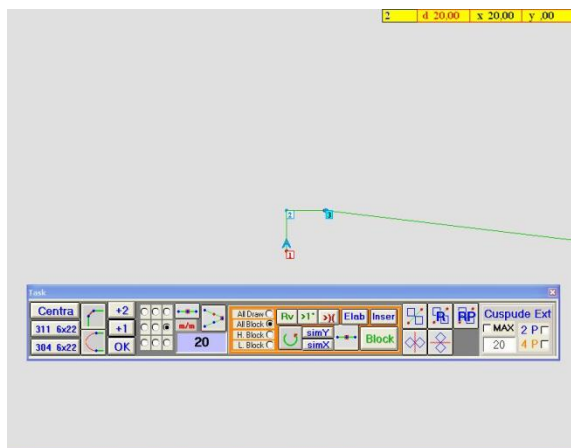 2 d 20,00 x 20,00 y ,00
2 3
1
Task
Centra +2 All Draw Cuspude Ext
All Block Rv >1° >)( Elab Inser R RP MAX 2 P
311 6x22 +1 m/m H. Block simY Block
304 6x22 OK 20 L. Block simX 20 4 P